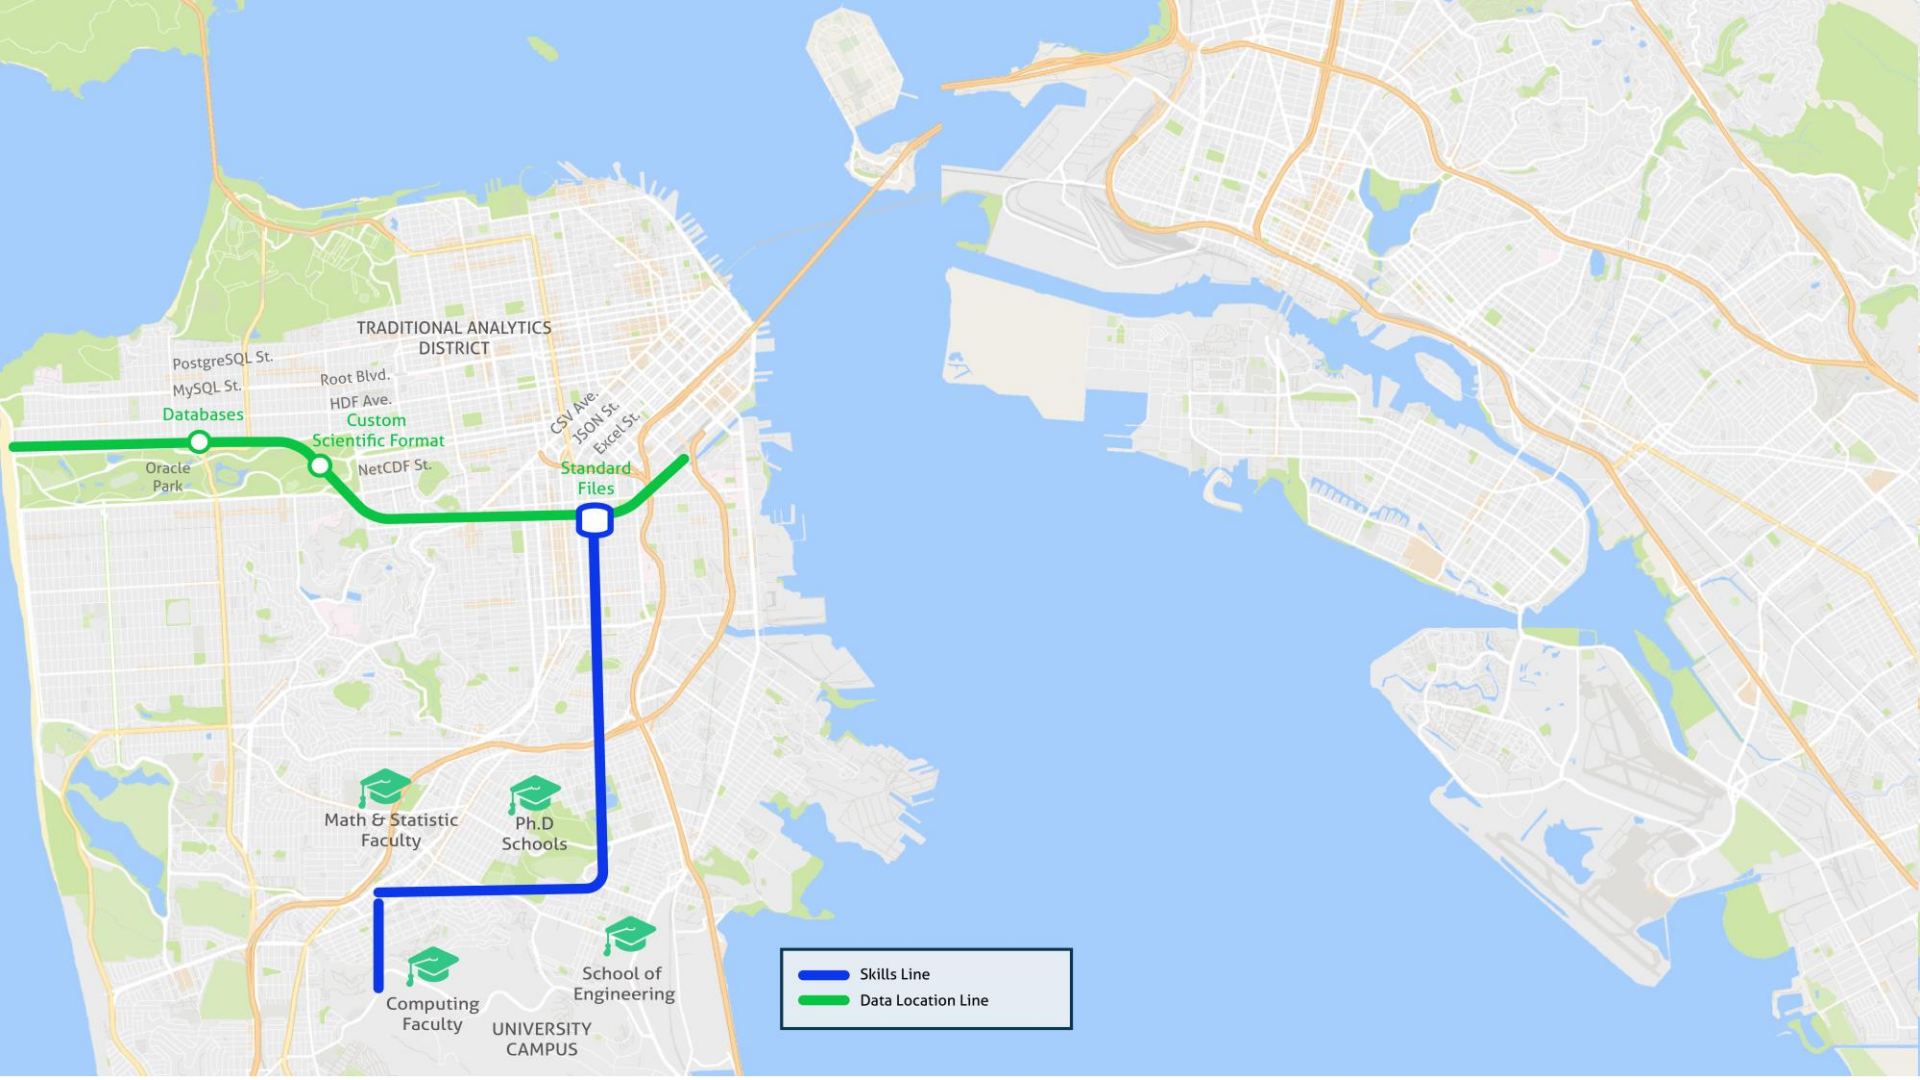 TRADITIONAL ANALYTICS
DISTRICT
PostgreSQL St.
MySQL St.
Databases
Root Blvd.
HDF Ave.
Custom
Scientific Format
NetCDF St.
Oracle
Park
CSV Ave.
JSON St.
Excel St.
Standard
Files
Math & Statistic
Faculty
Ph.D
Schools
School of
Engineering
Computing
Faculty
UNIVERSITY
CAMPUS
Skills Line
Data Location Line